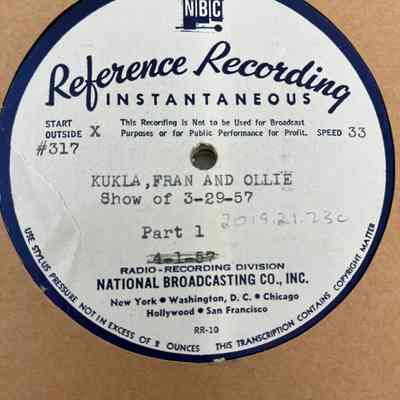 NBC
Reference Recording
INSTANTANEOUS
START
OUTSIDE X
This Recording Is Not to Be Used for Broadcast
Purposes or for Public Performance for Profit.
SPEED 33
#317
KUKLA, FRAN AND OLLIE
Show of 3-29-57
2019.21.23c
Part 1
4-1-57
RADIO-RECORDING DIVISION
NATIONAL BROADCASTING CO., INC.
New York • Washington, D. C. • Chicago
Hollywood • San Francisco
RR-10
USE STYLUS PRESSURE NOT IN EXCESS OF 2 OUNCES
THIS TRANSCRIPTION CONTAINS COPYRIGHT MATTER